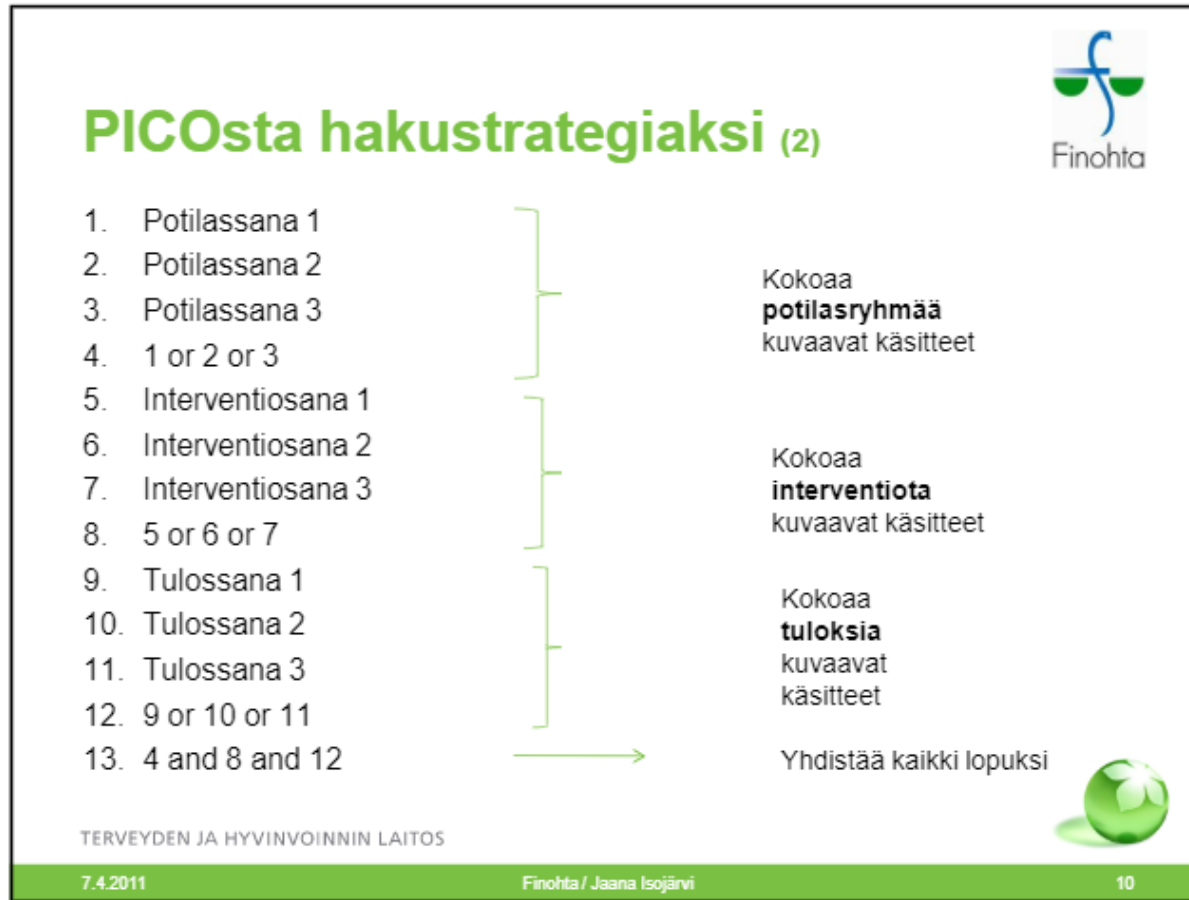 PICOsta hakustrategiaksi (2)
Finohta
1. Potilassana 1
2. Potilassana 2
3. Potilassana 3
4. 1 or 2 or 3
Kokoaa
potilasryhmää
kuvaavat käsitteet
5. Interventiosana 1
6. Interventiosana 2
7. Interventiosana 3
8. 5 or 6 or 7
Kokoaa
interventiota
kuvaavat käsitteet
9. Tulossana 1
10. Tulossana 2
11. Tulossana 3
12. 9 or 10 or 11
Kokoaa
tuloksia
kuvaavat
käsitteet
13. 4 and 8 and 12
Yhdistää kaikki lopuksi
TERVEYDEN JA HYVINVOINNIN LAITOS
7.4.2011
Finohta / Jaana Isojärvi
10